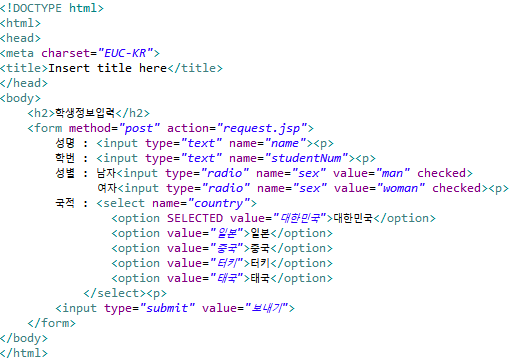 <!DOCTYPE html>
<html>
<head>
<meta charset="EUC-KR">
<title>Insert title here</title>
</head>
<body>
    <h2>학생정보입력</h2>
    <form method="post" action="request.jsp">
        성명 : <input type="text" name="name"><p>
        학번 : <input type="text" name="studentNum"><p>
        성별 : 남자<input type="radio" name="sex" value="man" checked>
              여자<input type="radio" name="sex" value="woman" checked><p>
        국적 : <select name="country">
                <option SELECTED value="대한민국">대한민국</option>
                <option value="일본">일본</option>
                <option value="중국">중국</option>
                <option value="터키">터키</option>
                <option value="태국">태국</option>
            </select><p>
        <input type="submit" value="보내기">
    </form>
</body>
</html>